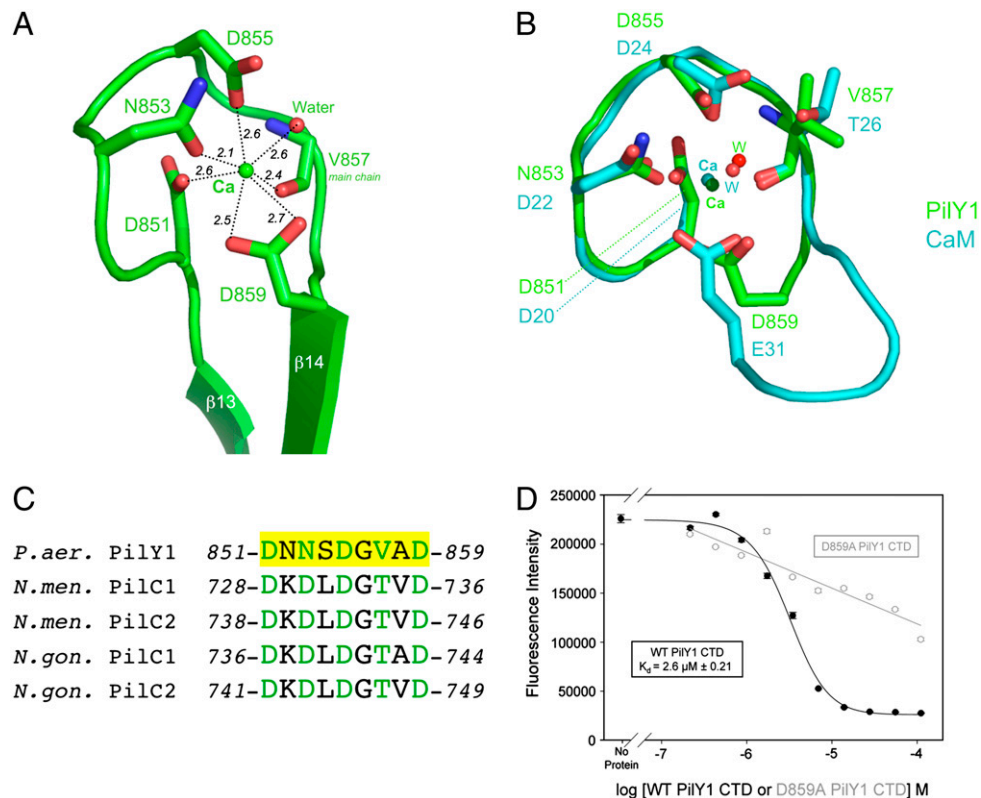 A
D855
N853
Water
2.6
2.1
2.6
2.6
2.4
V857
main chain
Ca
D851
2.5
2.7
D859
β14
β13
B
D855
D24
V857
T26
N853
D22
Ca
W
W
Ca
PilY1
CaM
D851
D20
D859
E31
C
P.aer. PilY1 851-DNNSDGVAD-859
N.men. PilC1 728-DKDLDGTVD-736
N.men. PilC2 738-DKDLDGTVD-746
N.gon. PilC1 736-DKDLDGTAD-744
N.gon. PilC2 741-DKDLDGTVD-749
D
Fluorescence Intensity
250000
200000
150000
100000
50000
0
D859A PilY1 CTD
WT PilY1 CTD
Kd = 2.6 µM ± 0.21
No
Protein
-7
-6
-5
-4
log [WT PilY1 CTD or D859A PilY1 CTD] M